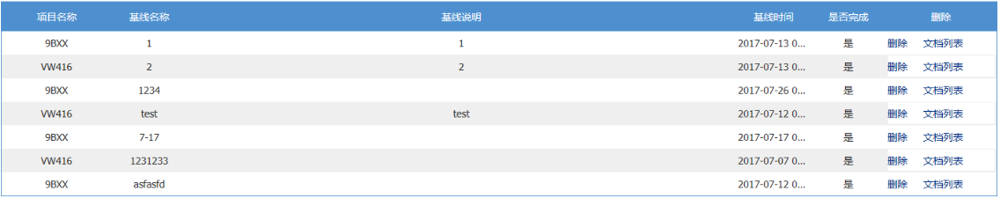 项目名称 基线名称 基线说明 基线时间 是否完成 删除
9BXX 1 1 2017-07-13 0... 是 删除 文档列表
VW416 2 2 2017-07-13 0... 是 删除 文档列表
9BXX 1234 2017-07-26 0... 是 删除 文档列表
VW416 test test 2017-07-12 0... 是 删除 文档列表
9BXX 7-17 2017-07-17 0... 是 删除 文档列表
VW416 1231233 2017-07-07 0... 是 删除 文档列表
9BXX asfasfd 2017-07-12 0... 是 删除 文档列表